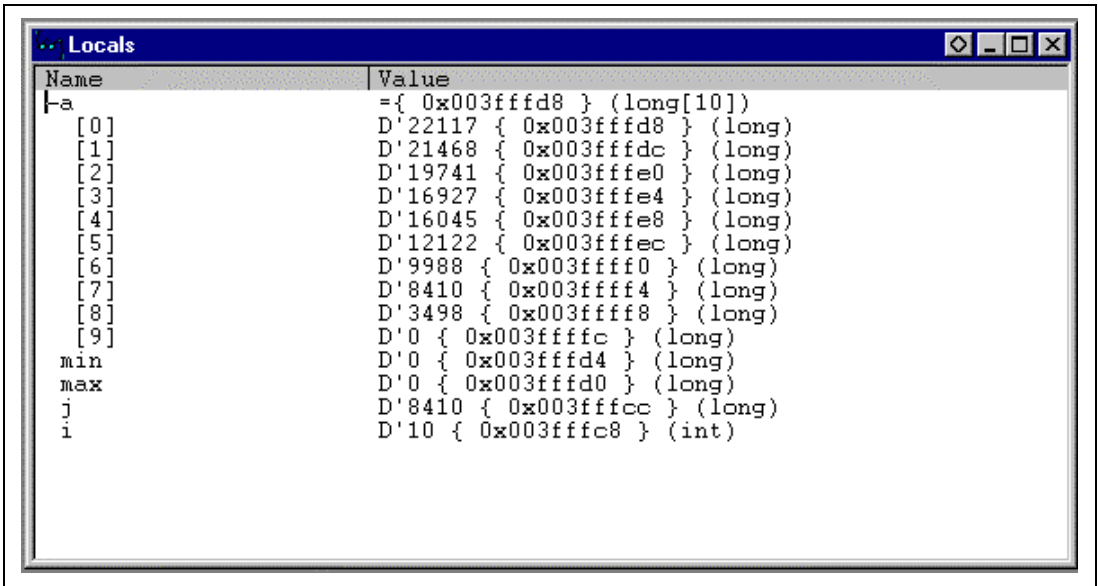 Locals
Name Value
a ={ 0x003fffd8 } (long[10])
[0] D'22117 { 0x003fffd8 } (long)
[1] D'21468 { 0x003fffdc } (long)
[2] D'19741 { 0x003fffe0 } (long)
[3] D'16927 { 0x003fffe4 } (long)
[4] D'16045 { 0x003fffe8 } (long)
[5] D'12122 { 0x003fffec } (long)
[6] D'9988 { 0x003ffff0 } (long)
[7] D'8410 { 0x003ffff4 } (long)
[8] D'3498 { 0x003ffff8 } (long)
[9] D'0 { 0x003ffffc } (long)
min D'0 { 0x003fffd4 } (long)
max D'0 { 0x003fffd0 } (long)
j D'8410 { 0x003fffcc } (long)
i D'10 { 0x003fffc8 } (int)